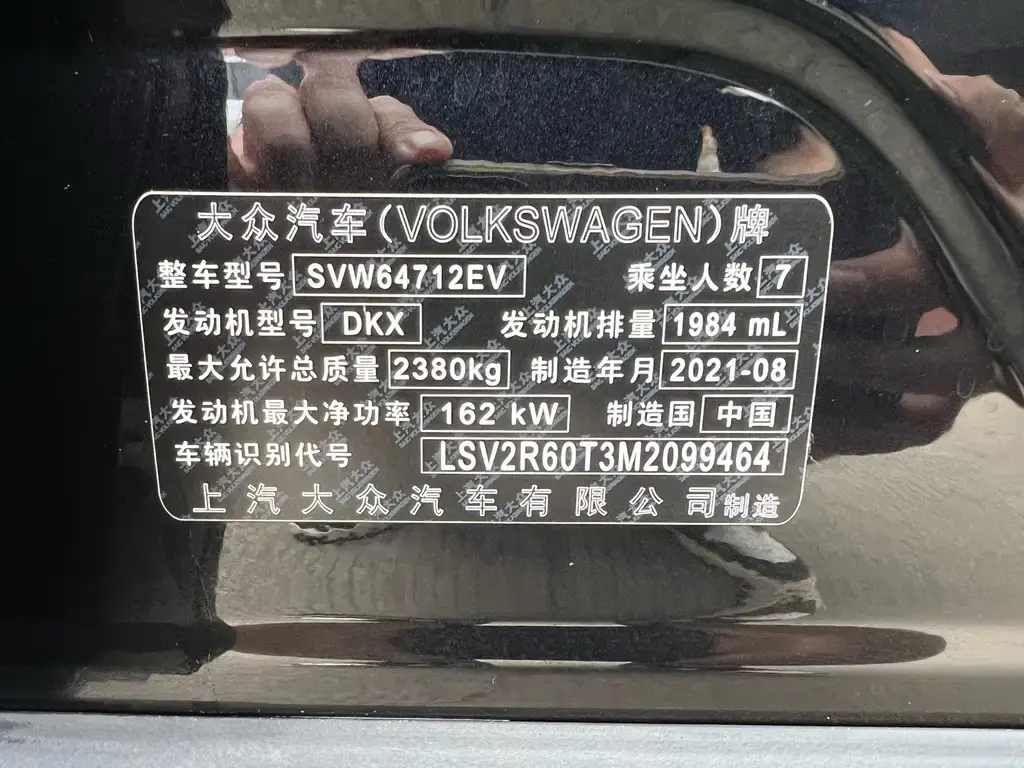 大众汽车(VOLKSWAGEN)牌
整车型号 SVW64712EV 乘坐人数 7
发动机型号 DKX 发动机排量 1984 mL
最大允许总质量 2380kg 制造年月 2021-08
发动机最大净功率 162 kW 制造国 中国
车辆识别代号 LSV2R60T3M2099464
上汽大众汽车有限公司制造